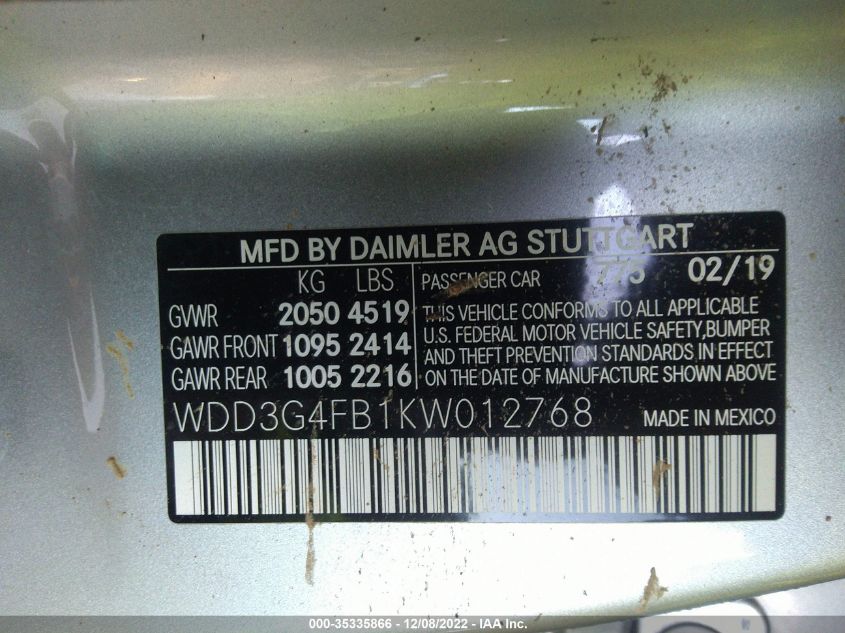 MFD BY DAIMLER AG STUTTGART
KG LBS PASSENGER CAR 775 02/19
GVWR 2050 4519 THIS VEHICLE CONFORMS TO ALL APPLICABLE
U.S. FEDERAL MOTOR VEHICLE SAFETY, BUMPER
GAWR FRONT 1095 2414 AND THEFT PREVENTION STANDARDS IN EFFECT
GAWR REAR 1005 2216 ON THE DATE OF MANUFACTURE SHOWN ABOVE
WDD3G4FB1KW012768 MADE IN MEXICO
000-35335866 - 12/08/2022 - IAA Inc.